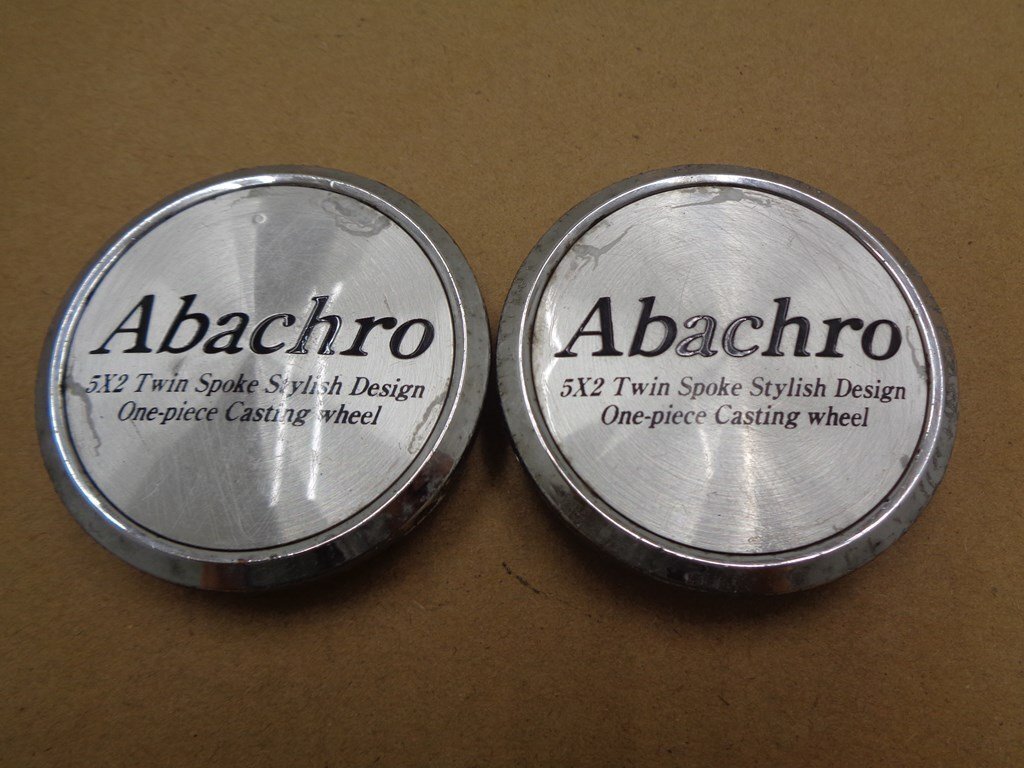 Abachro
5X2 Twin Spoke Stylish Design
One-piece Casting wheel
Abachro
5X2 Twin Spoke Stylish Design
One-piece Casting wheel